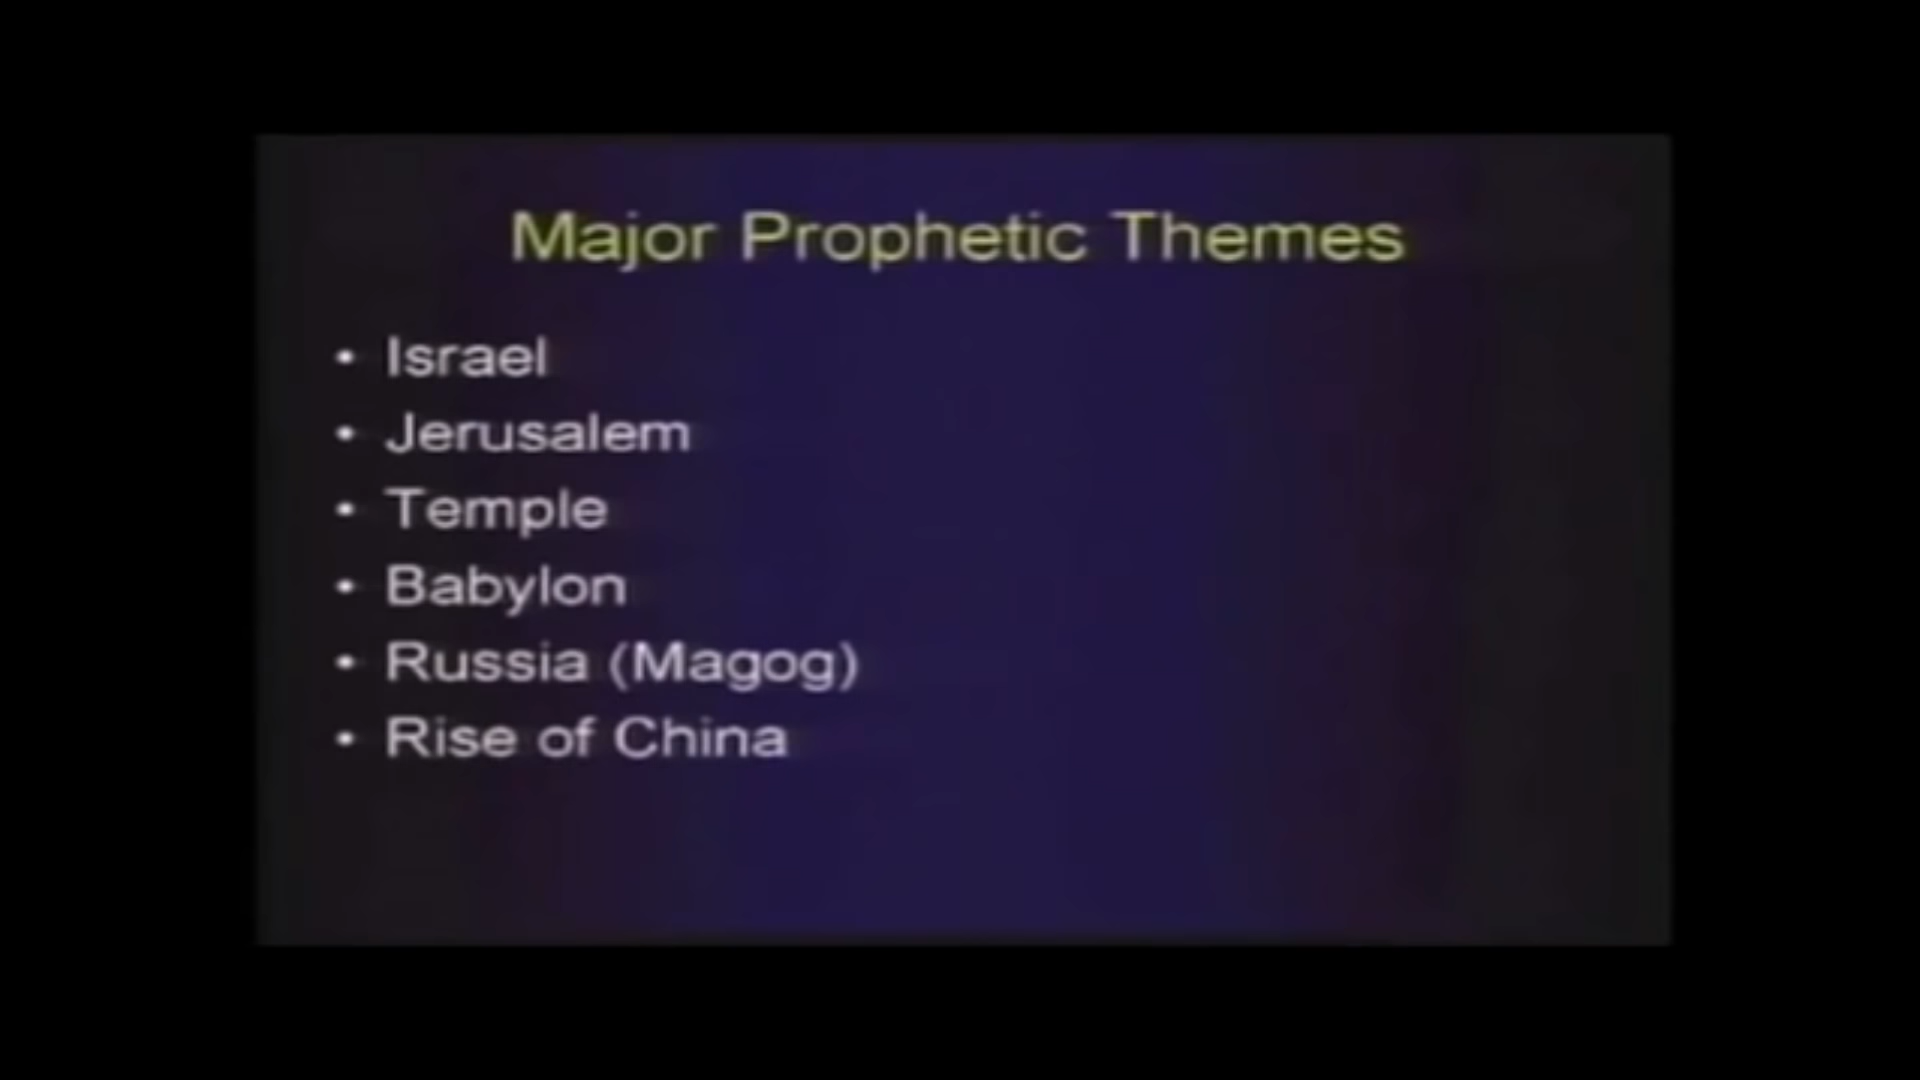 Major Prophetic Themes
• Israel
• Jerusalem
• Temple
• Babylon
• Russia (Magog)
• Rise of China